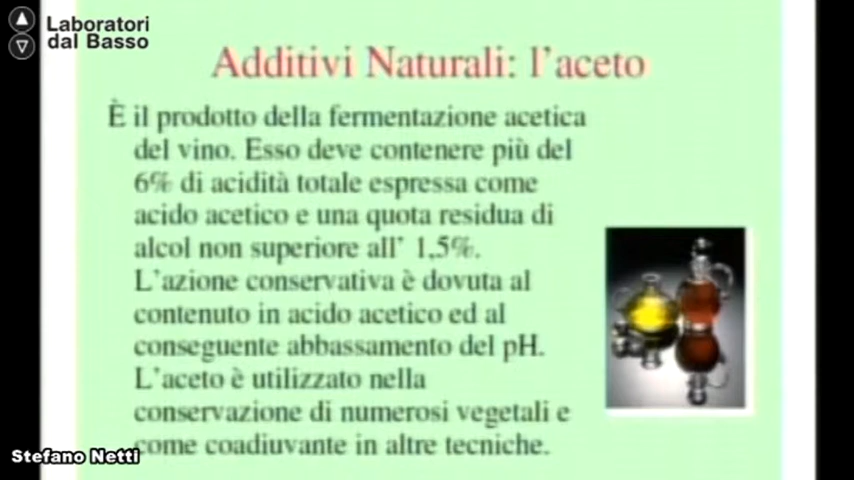 Laboratori
dal Basso
Additivi Naturali: l'aceto
È il prodotto della fermentazione acetica
del vino. Esso deve contenere più del
6% di acidità totale espressa come
acido acetico e una quota residua di
alcol non superiore all' 1,5%.
L'azione conservativa è dovuta al
contenuto in acido acetico ed al
conseguente abbassamento del pH.
L'aceto è utilizzato nella
conservazione di numerosi vegetali e
come coadiuvante in altre tecniche.
Stefano Netti